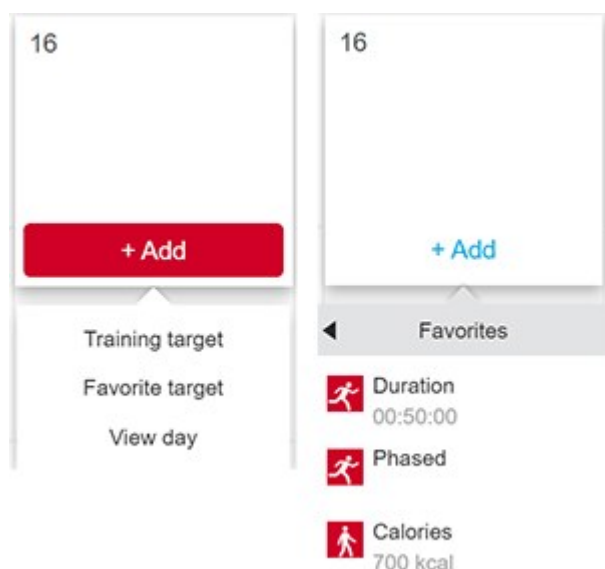 16
+ Add
Training target
Favorite target
View day
16
+ Add
Favorites
Duration
00:50:00
Phased
Calories
700 kcal